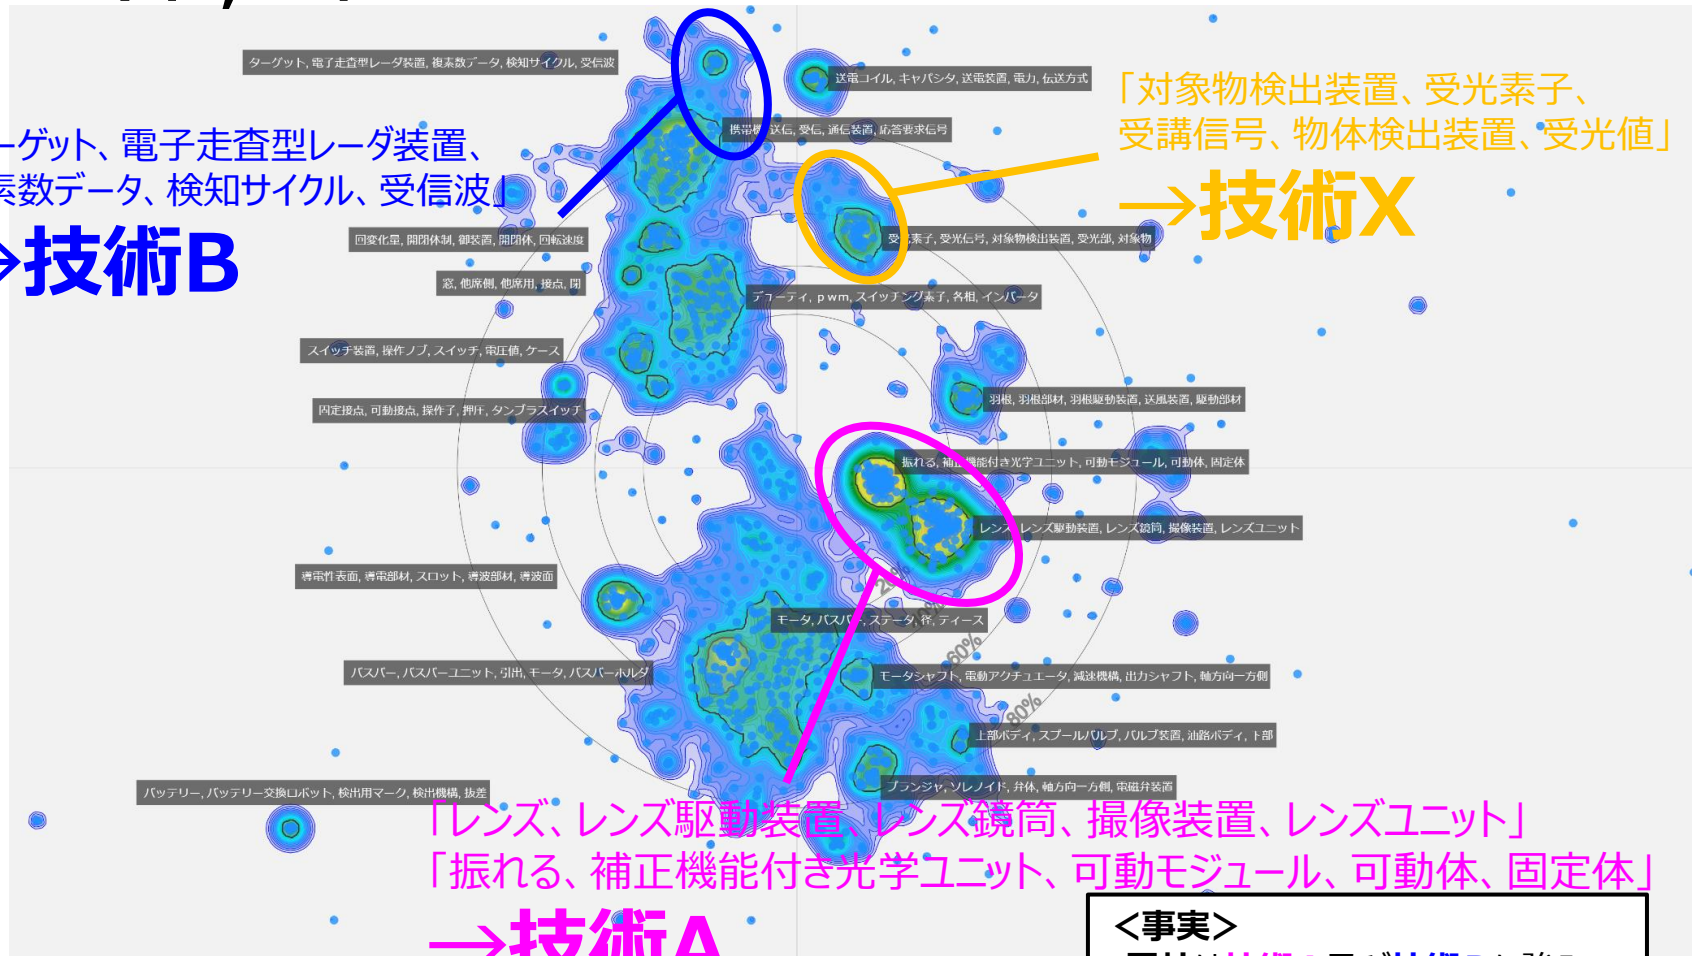 ターゲット, 電子走査型レーダ装置, 複素数データ, 検知サイクル, 受信波
送電コイル, キャパシタ, 送電装置, 電力, 伝送方式
「対象物検出装置、受光素子、
受講信号、物体検出装置、受光値」
→技術X
携帯機, 送信, 受信, 通信装置, 応答要求信号
ーゲット、電子走査型レーダ装置、
素数データ、検知サイクル、受信波」
→技術B
回変化量, 開閉体制, 御装置, 開閉体, 回転速度
受光素子, 受光信号, 対象物検出装置, 受光部, 対象物
窓, 他席側, 他席用, 接点, 閉
デューティ, pwm, スイッチング素子, 各相, インバータ
スイッチ装置, 操作ノブ, スイッチ, 電圧値, ケース
固定接点, 可動接点, 操作子, 押圧, タンブラスイッチ
羽根, 羽根部材, 羽根駆動装置, 送風装置, 駆動部材
振れる, 補正機能付き光学ユニット, 可動モジュール, 可動体, 固定体
レンズ, レンズ駆動装置, レンズ鏡筒, 撮像装置, レンズユニット
導電性表面, 導電部材, スロット, 導波部材, 導波面
20%
モータ, バスバー, ステータ, 径, ティース
60%
バスバー, バスバーユニット, 引出, モータ, バスバーホルダ
モータシャフト, 電動アクチュエータ, 減速機構, 出力シャフト, 軸方向一方側
80%
上部ボディ, スプールバルブ, バルブ装置, 油路ボディ, 下部
バッテリー, バッテリー交換ロボット, 検出用マーク, 検出機構, 抜差
プランジャ, ソレノイド, 弁体, 軸方向一方側, 電磁弁装置
「レンズ、レンズ駆動装置、レンズ鏡筒、撮像装置、レンズユニット」
「振れる、補正機能付き光学ユニット、可動モジュール、可動体、固定体」
→技術A
＜事実＞